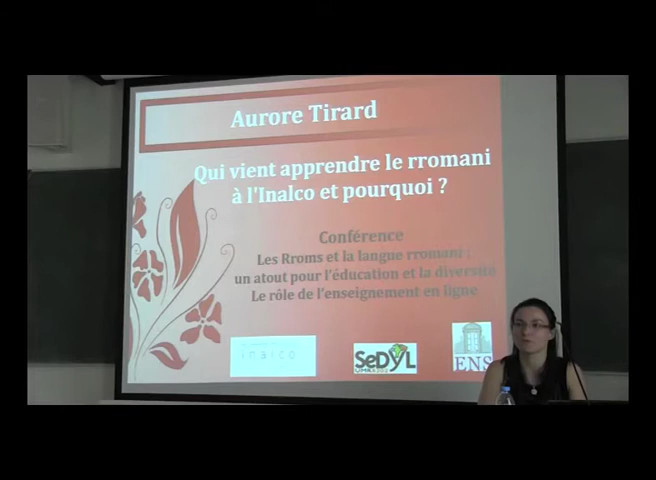 Aurore Tirard
Qui vient apprendre le rromani
à l'Inalco et pourquoi ?
Conférence
Les Rroms et la langue rromani :
un atout pour l'éducation et la diversité
Le rôle de l'enseignement en ligne
inalco
SeDYL
ENS